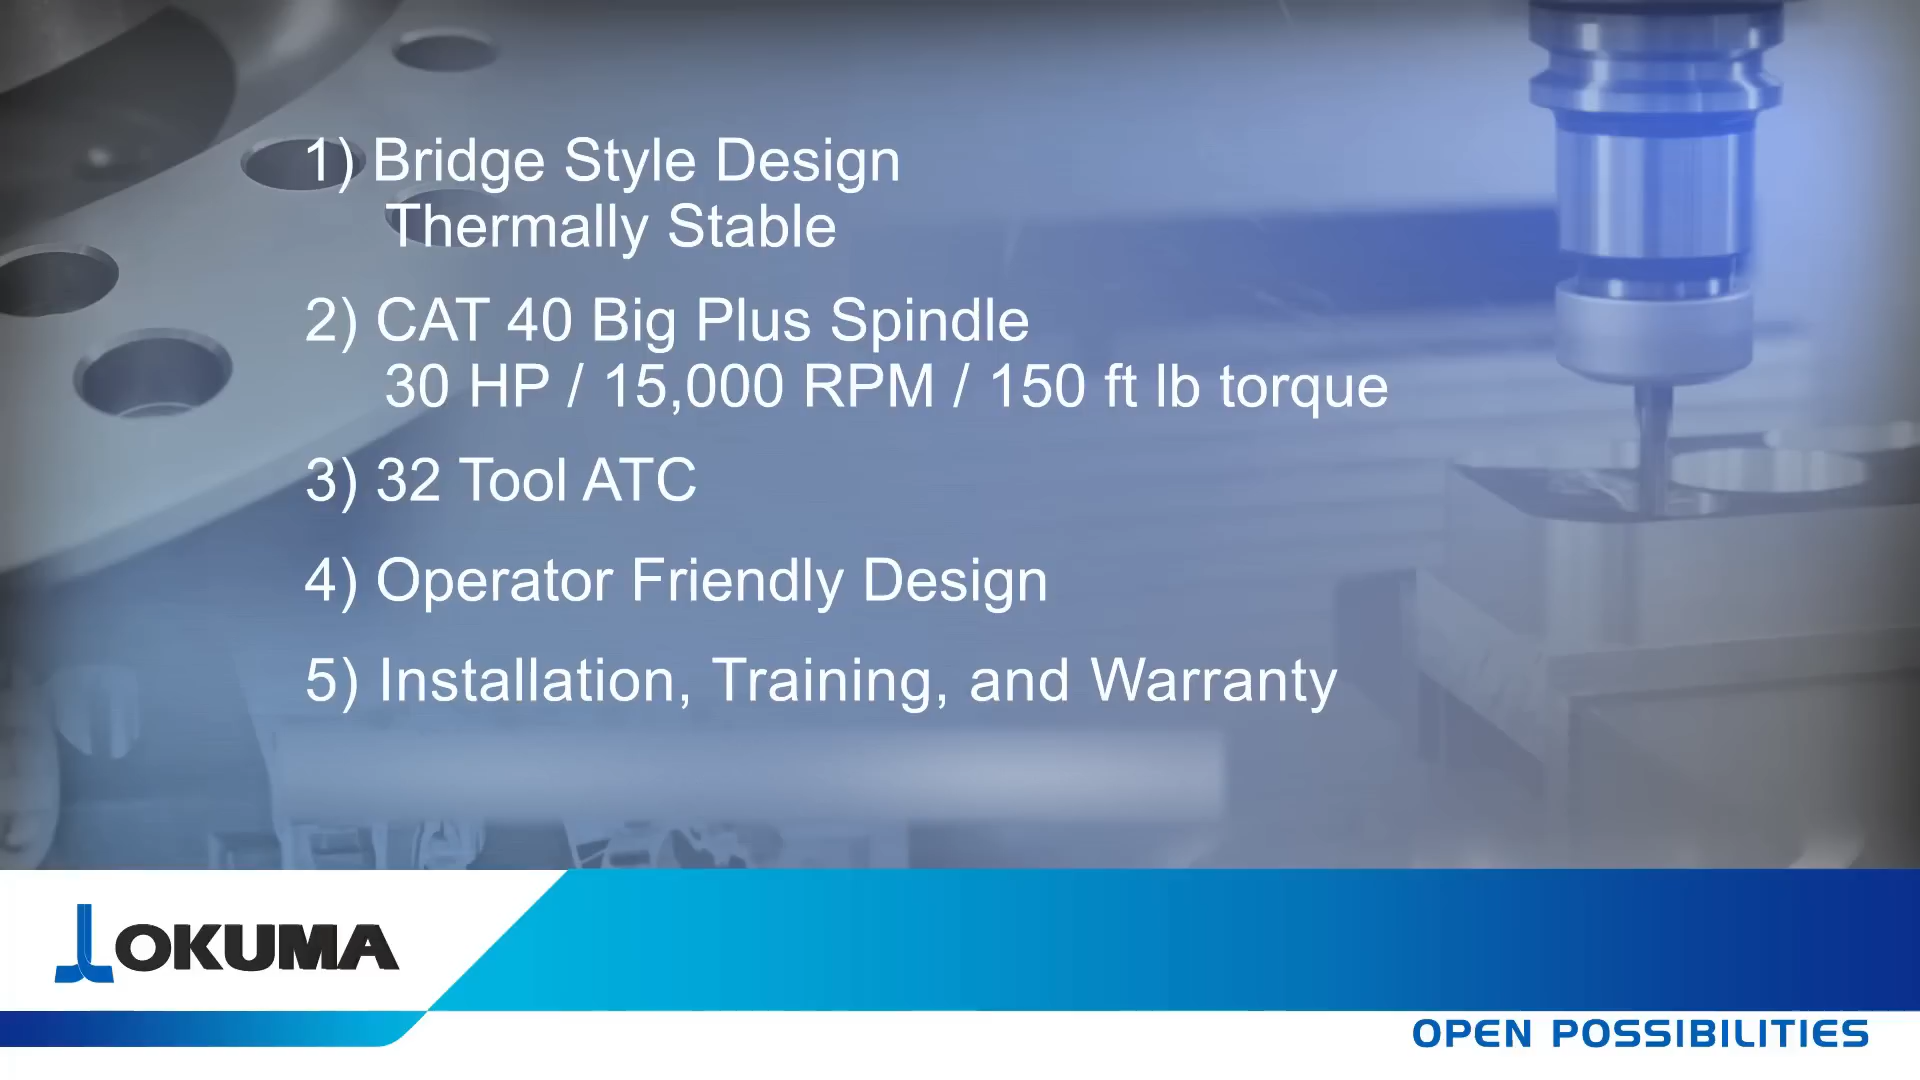 1) Bridge Style Design
Thermally Stable
2) CAT 40 Big Plus Spindle
30 HP / 15,000 RPM / 150 ft lb torque
3) 32 Tool ATC
4) Operator Friendly Design
5) Installation, Training, and Warranty
OKUMA
OPEN POSSIBILITIES